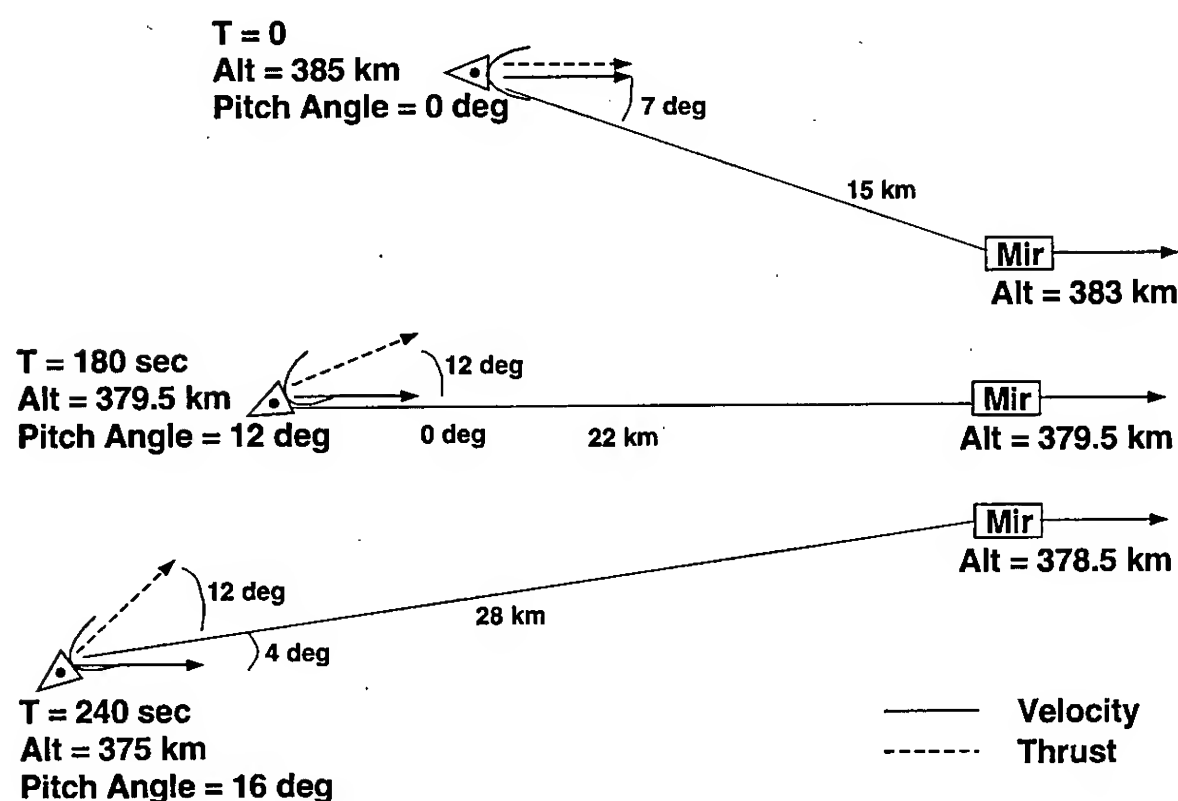 T = 0
Alt = 385 km
Pitch Angle = 0 deg
7 deg
15 km
Mir
Alt = 383 km
T = 180 sec
Alt = 379.5 km
Pitch Angle = 12 deg
12 deg
0 deg
22 km
Mir
Alt = 379.5 km
Mir
Alt = 378.5 km
12 deg
28 km
4 deg
T = 240 sec
Alt = 375 km
Pitch Angle = 16 deg
Velocity
Thrust